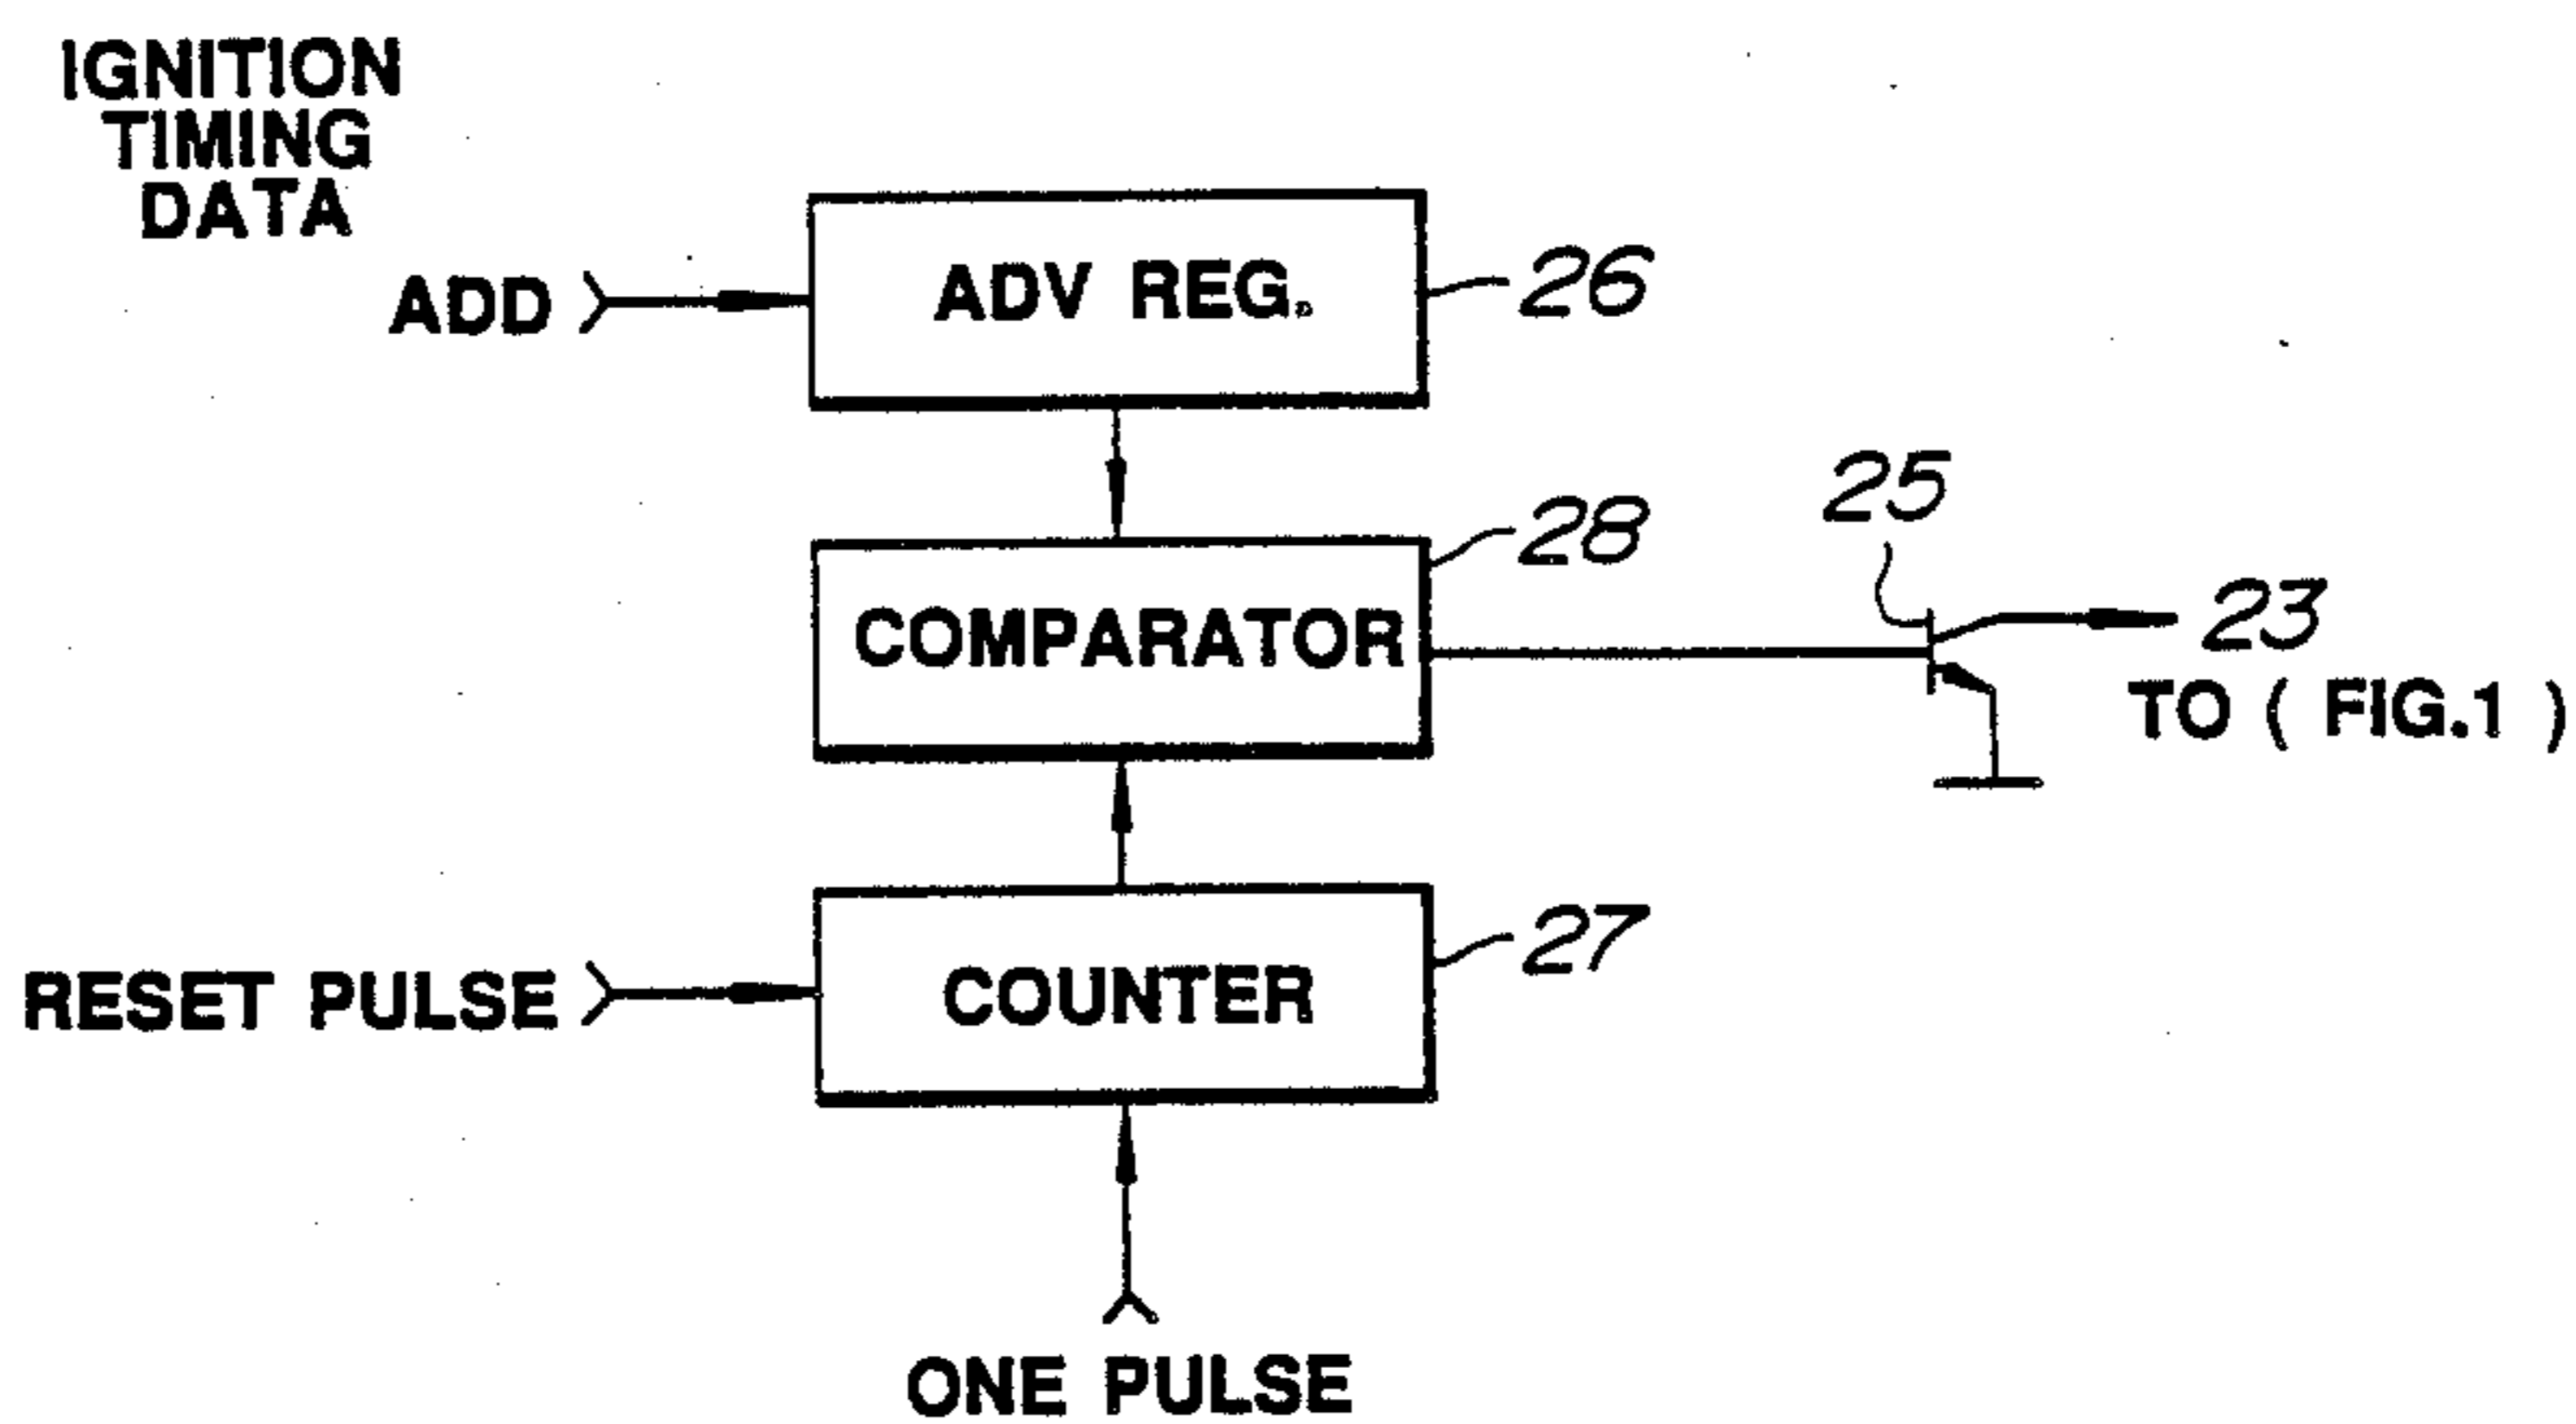 IGNITION
TIMING
DATA
ADD
ADV REG.
26
COMPARATOR
28
25
23
TO ( FIG.1 )
RESET PULSE
COUNTER
27
ONE PULSE